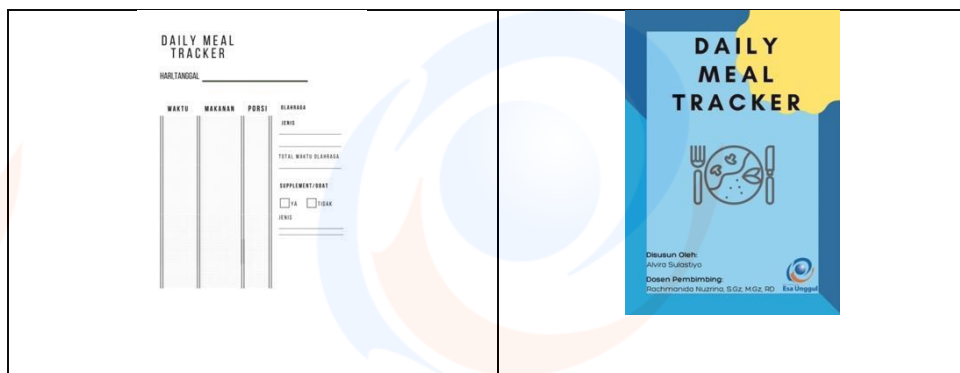 DAILY MEAL
TRACKER
HARI,TANGGAL
WAKTU MAKANAN PORSI
OLAHRAGA
JENIS
TOTAL WAKTU OLAHRAGA
SUPPLEMENT/OBAT
YA TIDAK
JENIS
DAILY
MEAL
TRACKER
Disusun Oleh:
Alvira Sulastiyo
Dosen Pembimbing:
Rachmanida Nuzrina, S.Gz, M.Gz, RD
Esa Unggul